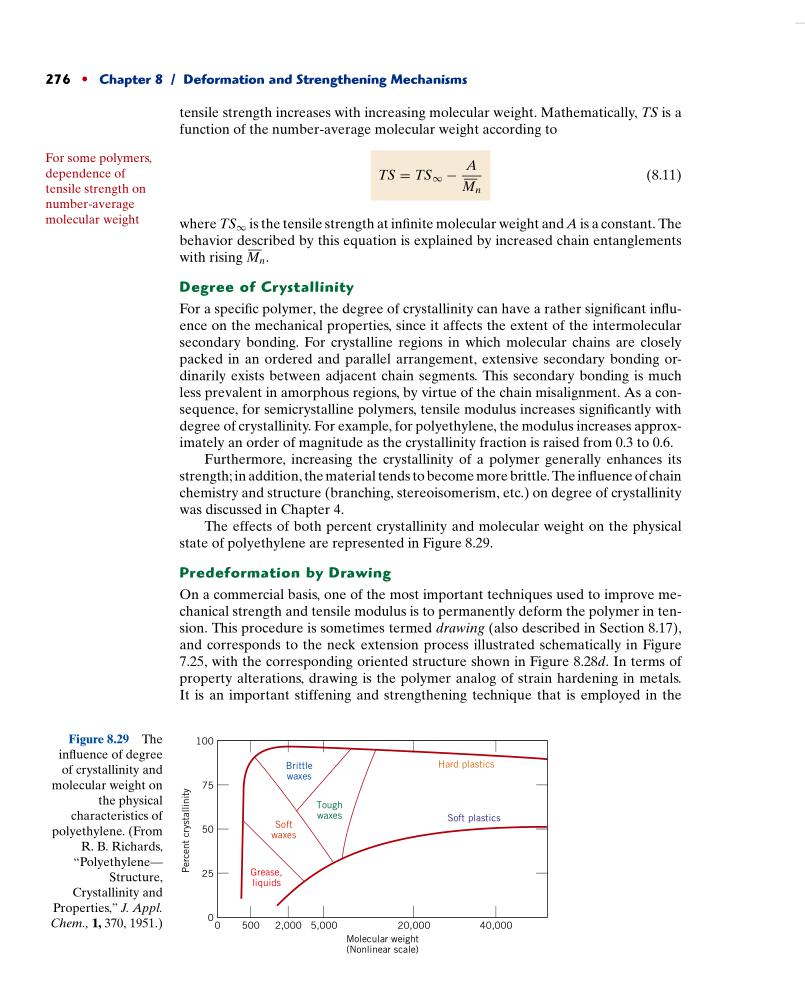 276 • Chapter 8 / Deformation and Strengthening Mechanisms
tensile strength increases with increasing molecular weight. Mathematically, TS is a
function of the number-average molecular weight according to
For some polymers,
dependence of
tensile strength on
number-average
molecular weight
TS = TS∞ − A / M̅n (8.11)
where TS∞ is the tensile strength at infinite molecular weight and A is a constant. The
behavior described by this equation is explained by increased chain entanglements
with rising M̅n.
Degree of Crystallinity
For a specific polymer, the degree of crystallinity can have a rather significant influ-
ence on the mechanical properties, since it affects the extent of the intermolecular
secondary bonding. For crystalline regions in which molecular chains are closely
packed in an ordered and parallel arrangement, extensive secondary bonding or-
dinarily exists between adjacent chain segments. This secondary bonding is much
less prevalent in amorphous regions, by virtue of the chain misalignment. As a con-
sequence, for semicrystalline polymers, tensile modulus increases significantly with
degree of crystallinity. For example, for polyethylene, the modulus increases approx-
imately an order of magnitude as the crystallinity fraction is raised from 0.3 to 0.6.
Furthermore, increasing the crystallinity of a polymer generally enhances its
strength; in addition, the material tends to become more brittle. The influence of chain
chemistry and structure (branching, stereoisomerism, etc.) on degree of crystallinity
was discussed in Chapter 4.
The effects of both percent crystallinity and molecular weight on the physical
state of polyethylene are represented in Figure 8.29.
Predeformation by Drawing
On a commercial basis, one of the most important techniques used to improve me-
chanical strength and tensile modulus is to permanently deform the polymer in ten-
sion. This procedure is sometimes termed drawing (also described in Section 8.17),
and corresponds to the neck extension process illustrated schematically in Figure
7.25, with the corresponding oriented structure shown in Figure 8.28d. In terms of
property alterations, drawing is the polymer analog of strain hardening in metals.
It is an important stiffening and strengthening technique that is employed in the
Figure 8.29 The
influence of degree
of crystallinity and
molecular weight on
the physical
characteristics of
polyethylene. (From
R. B. Richards,
“Polyethylene—
Structure,
Crystallinity and
Properties,” J. Appl.
Chem., 1, 370, 1951.)
Percent crystallinity
100
75
50
25
0
Brittle
waxes
Hard plastics
Tough
waxes
Soft plastics
Soft
waxes
Grease,
liquids
0 500 2,000 5,000 20,000 40,000
Molecular weight
(Nonlinear scale)